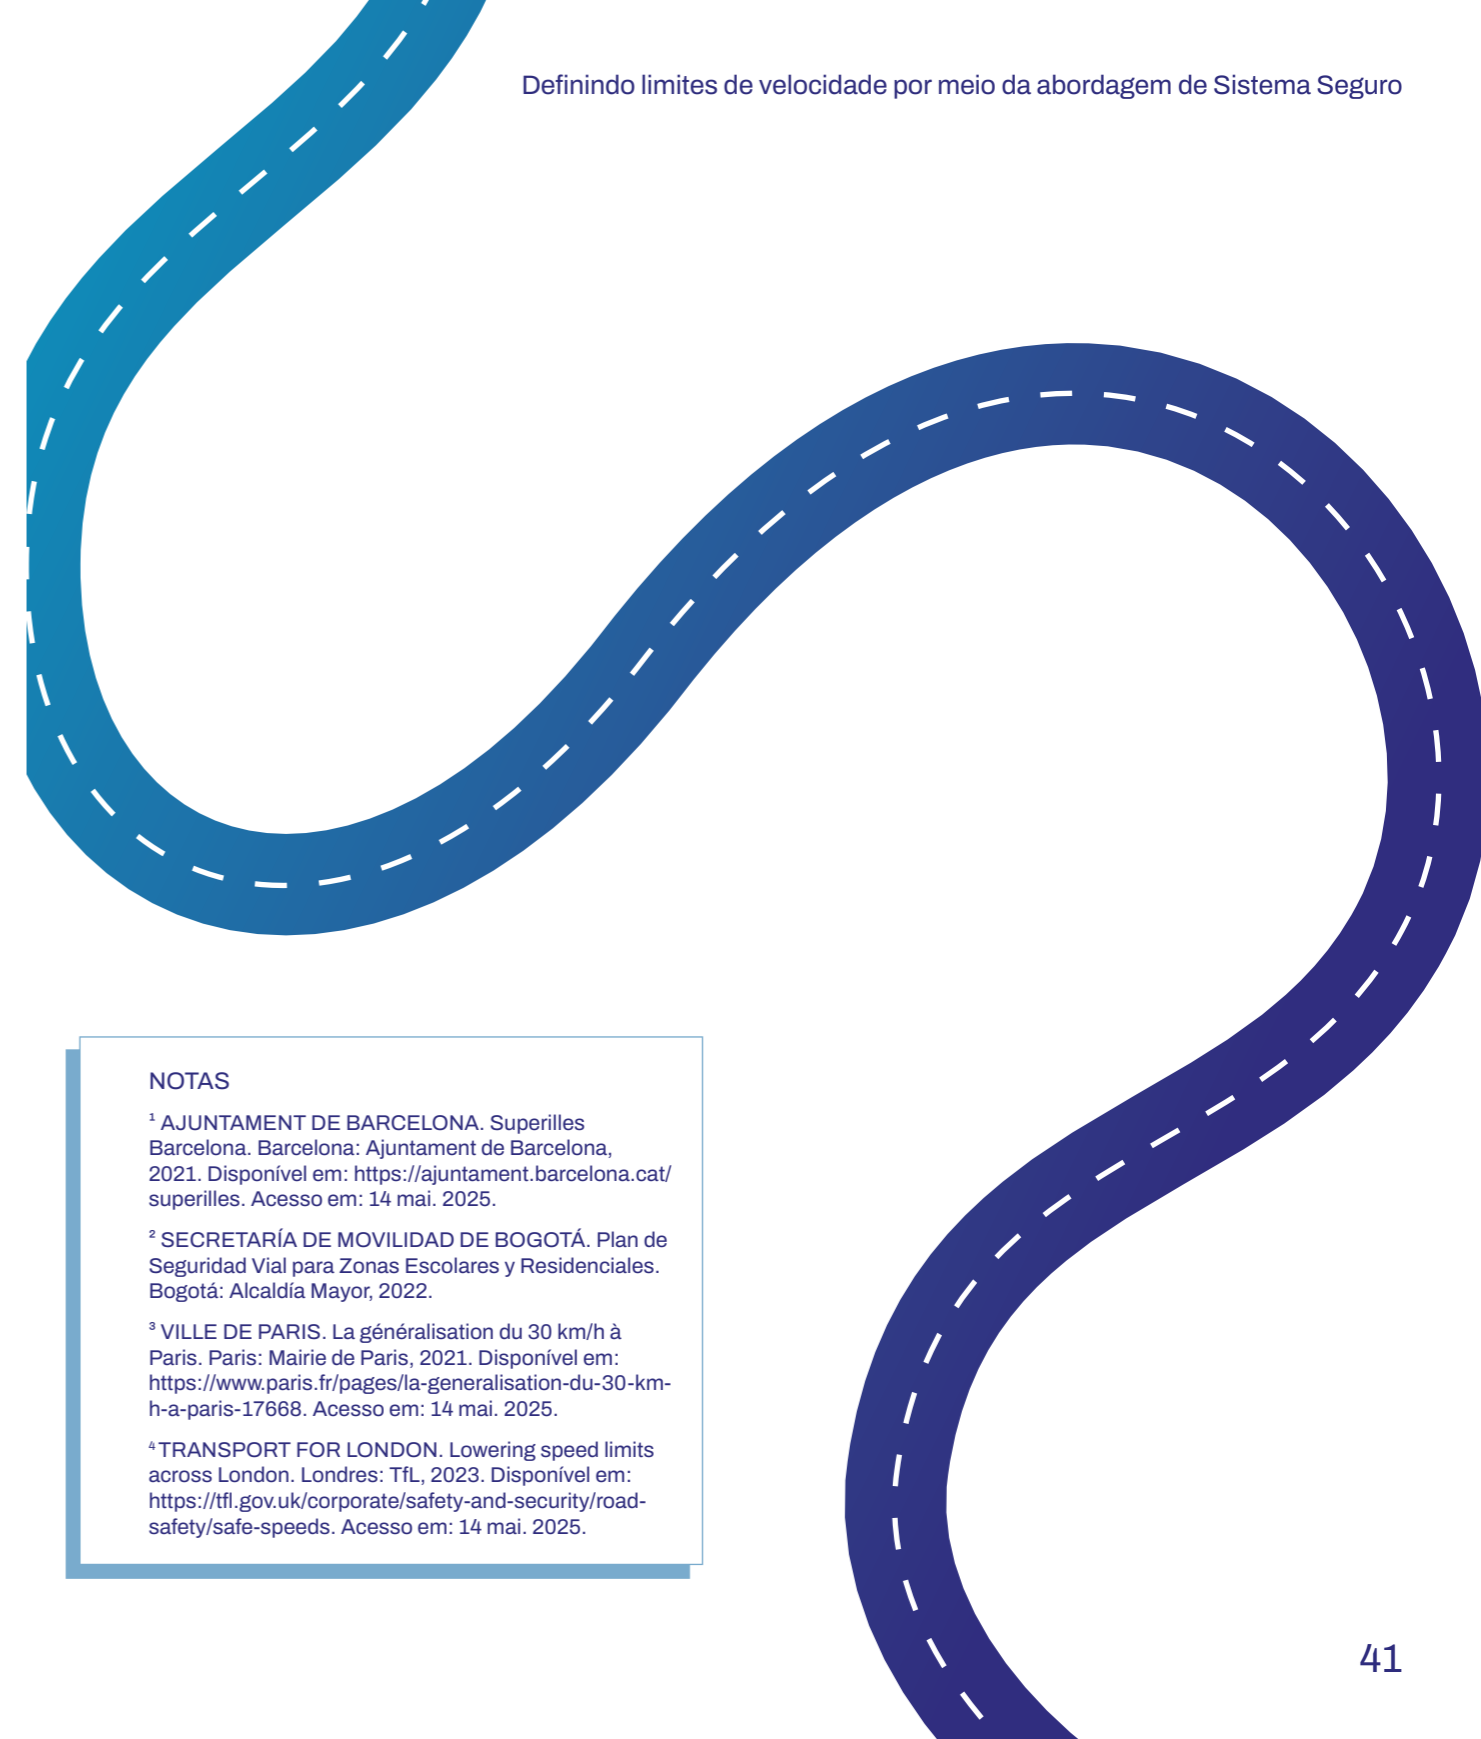 Definindo limites de velocidade por meio da abordagem de Sistema Seguro
NOTAS
¹ AJUNTAMENT DE BARCELONA. Superilles
Barcelona. Barcelona: Ajuntament de Barcelona,
2021. Disponível em: https://ajuntament.barcelona.cat/
superilles. Acesso em: 14 mai. 2025.
² SECRETARÍA DE MOVILIDAD DE BOGOTÁ. Plan de
Seguridad Vial para Zonas Escolares y Residenciales.
Bogotá: Alcaldía Mayor, 2022.
³ VILLE DE PARIS. La généralisation du 30 km/h à
Paris. Paris: Mairie de Paris, 2021. Disponível em:
https://www.paris.fr/pages/la-generalisation-du-30-km-
h-a-paris-17668. Acesso em: 14 mai. 2025.
⁴ TRANSPORT FOR LONDON. Lowering speed limits
across London. Londres: TfL, 2023. Disponível em:
https://tfl.gov.uk/corporate/safety-and-security/road-
safety/safe-speeds. Acesso em: 14 mai. 2025.
41